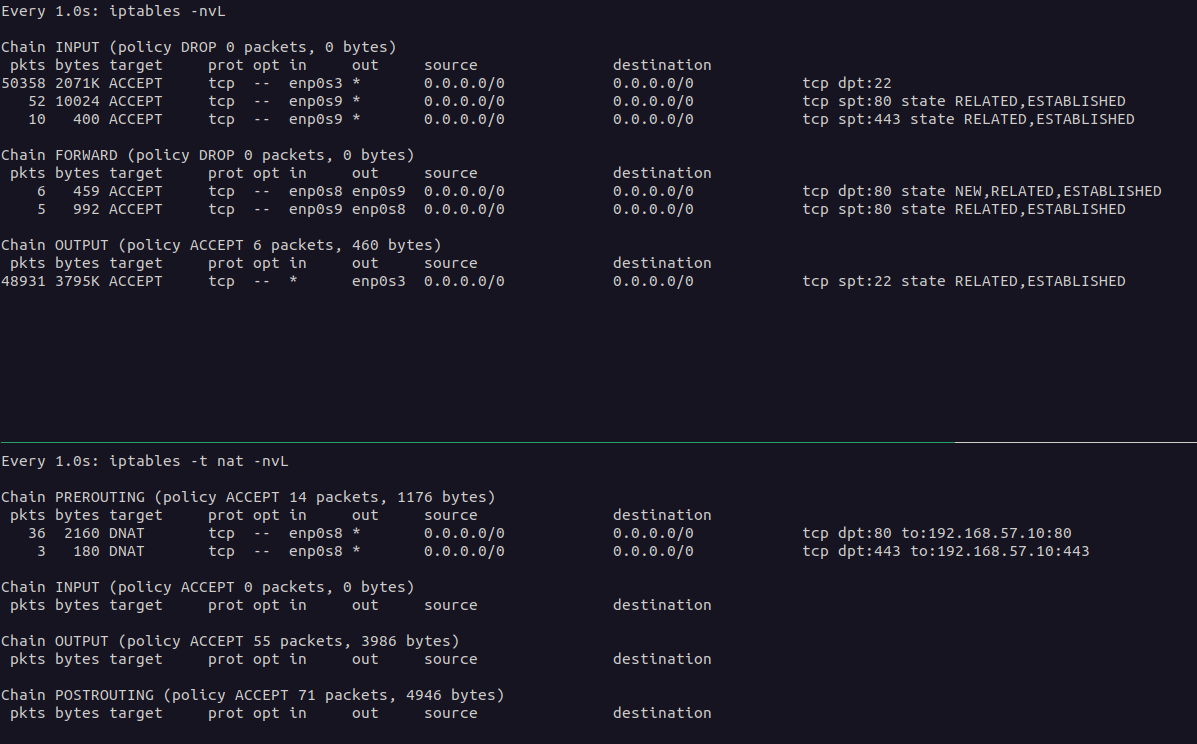 Every 1.0s: iptables -nvL
Chain INPUT (policy DROP 0 packets, 0 bytes)
pkts bytes target prot opt in out source destination
50358 2071K ACCEPT tcp -- enp0s3 * 0.0.0.0/0 0.0.0.0/0 tcp dpt:22
52 10024 ACCEPT tcp -- enp0s9 * 0.0.0.0/0 0.0.0.0/0 tcp spt:80 state RELATED,ESTABLISHED
10 400 ACCEPT tcp -- enp0s9 * 0.0.0.0/0 0.0.0.0/0 tcp spt:443 state RELATED,ESTABLISHED
Chain FORWARD (policy DROP 0 packets, 0 bytes)
pkts bytes target prot opt in out source destination
6 459 ACCEPT tcp -- enp0s8 enp0s9 0.0.0.0/0 0.0.0.0/0 tcp dpt:80 state NEW,RELATED,ESTABLISHED
5 992 ACCEPT tcp -- enp0s9 enp0s8 0.0.0.0/0 0.0.0.0/0 tcp spt:80 state RELATED,ESTABLISHED
Chain OUTPUT (policy ACCEPT 6 packets, 460 bytes)
pkts bytes target prot opt in out source destination
48931 3795K ACCEPT tcp -- * enp0s3 0.0.0.0/0 0.0.0.0/0 tcp spt:22 state RELATED,ESTABLISHED
Every 1.0s: iptables -t nat -nvL
Chain PREROUTING (policy ACCEPT 14 packets, 1176 bytes)
pkts bytes target prot opt in out source destination
36 2160 DNAT tcp -- enp0s8 * 0.0.0.0/0 0.0.0.0/0 tcp dpt:80 to:192.168.57.10:80
3 180 DNAT tcp -- enp0s8 * 0.0.0.0/0 0.0.0.0/0 tcp dpt:443 to:192.168.57.10:443
Chain INPUT (policy ACCEPT 0 packets, 0 bytes)
pkts bytes target prot opt in out source destination
Chain OUTPUT (policy ACCEPT 55 packets, 3986 bytes)
pkts bytes target prot opt in out source destination
Chain POSTROUTING (policy ACCEPT 71 packets, 4946 bytes)
pkts bytes target prot opt in out source destination